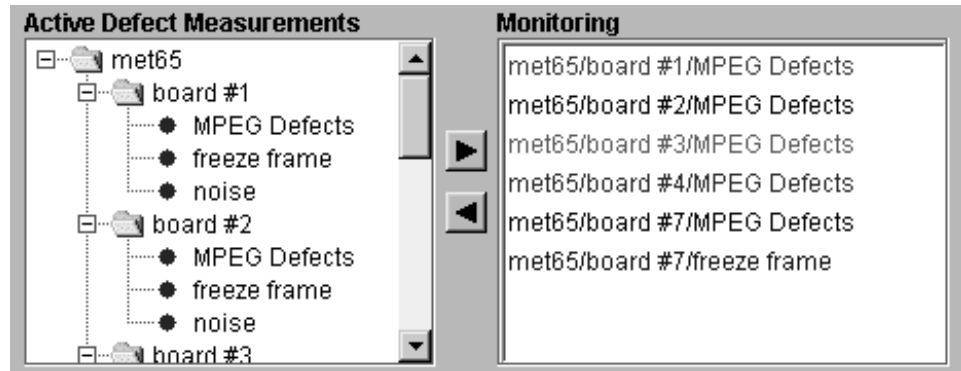 Active Defect Measurements
met65
board #1
MPEG Defects
freeze frame
noise
board #2
MPEG Defects
freeze frame
noise
board #3
Monitoring
met65/board #1/MPEG Defects
met65/board #2/MPEG Defects
met65/board #3/MPEG Defects
met65/board #4/MPEG Defects
met65/board #7/MPEG Defects
met65/board #7/freeze frame